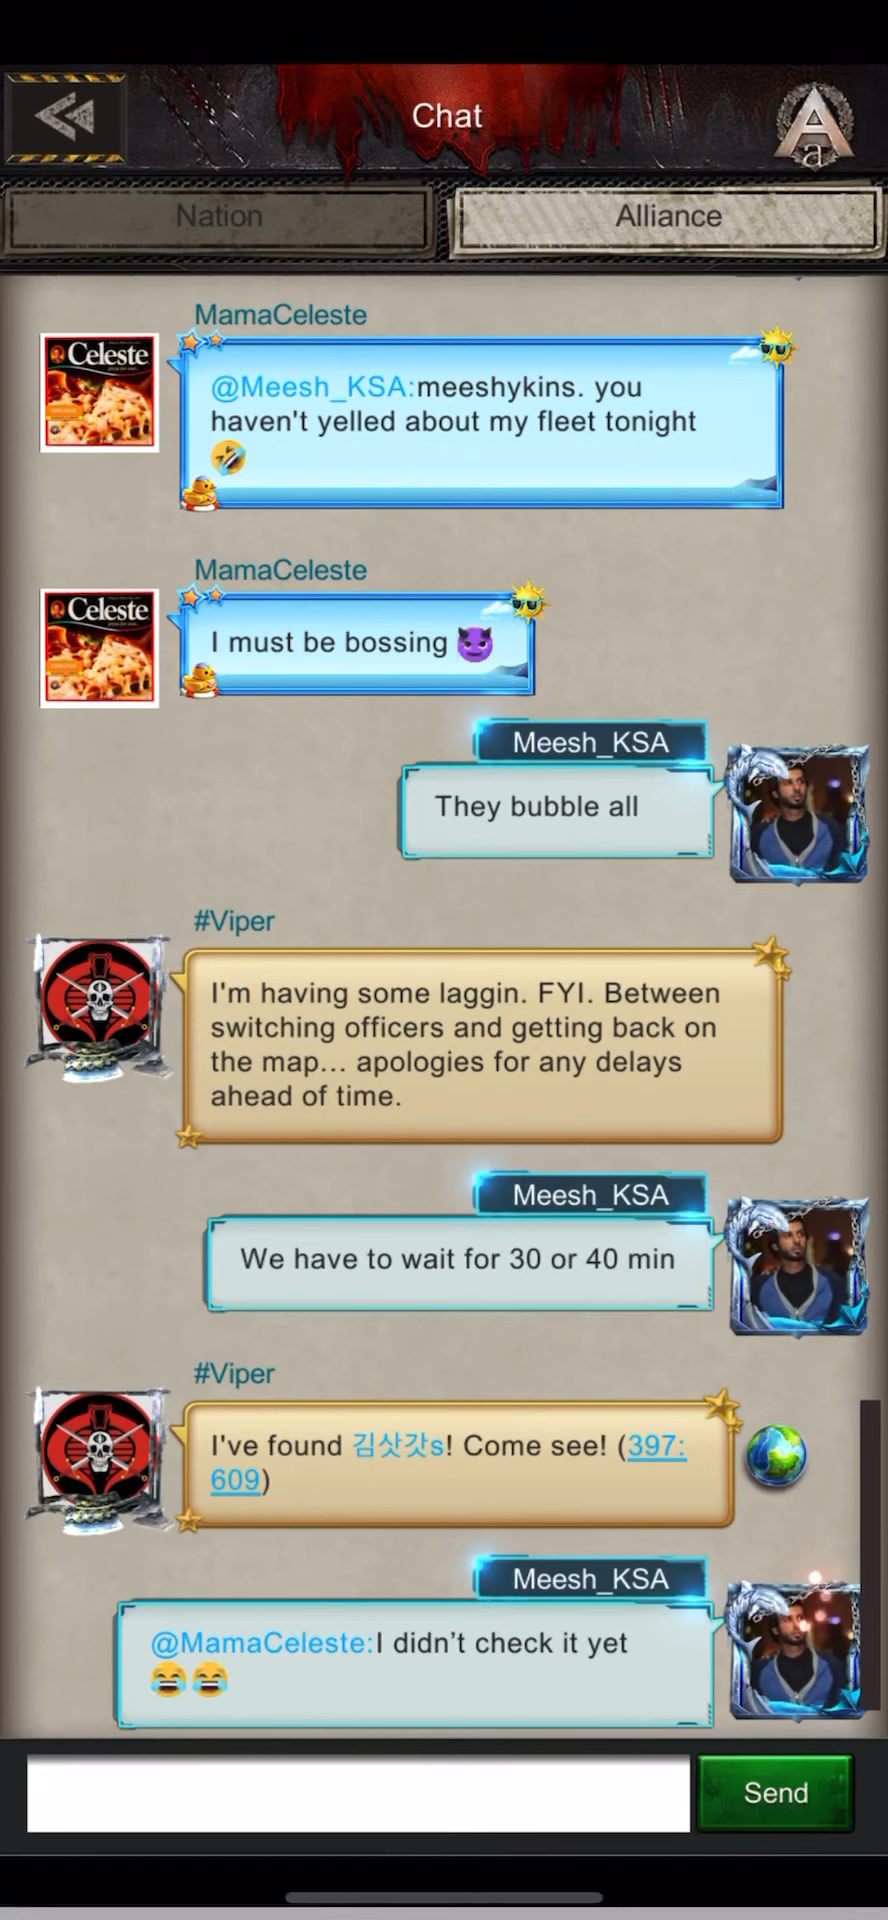 Chat
Aa
Nation
Alliance
MamaCeleste
Celeste
@Meesh_KSA:meeshykins. you
haven't yelled about my fleet tonight
🤣
MamaCeleste
Celeste
I must be bossing 😈
Meesh_KSA
They bubble all
#Viper
I'm having some laggin. FYI. Between
switching officers and getting back on
the map... apologies for any delays
ahead of time.
Meesh_KSA
We have to wait for 30 or 40 min
#Viper
I've found 김삿갓s! Come see! (397:
609)
Meesh_KSA
@MamaCeleste:I didn’t check it yet
😂😂
Send